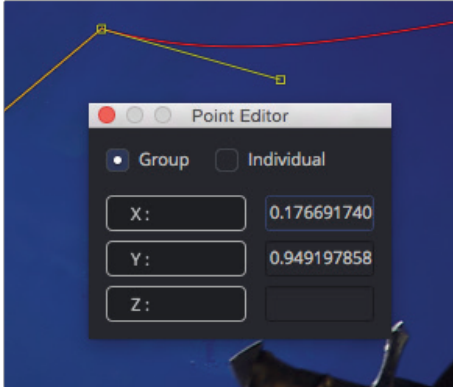 Point Editor
Group Individual
X: 0.176691740
Y: 0.949197858
Z: